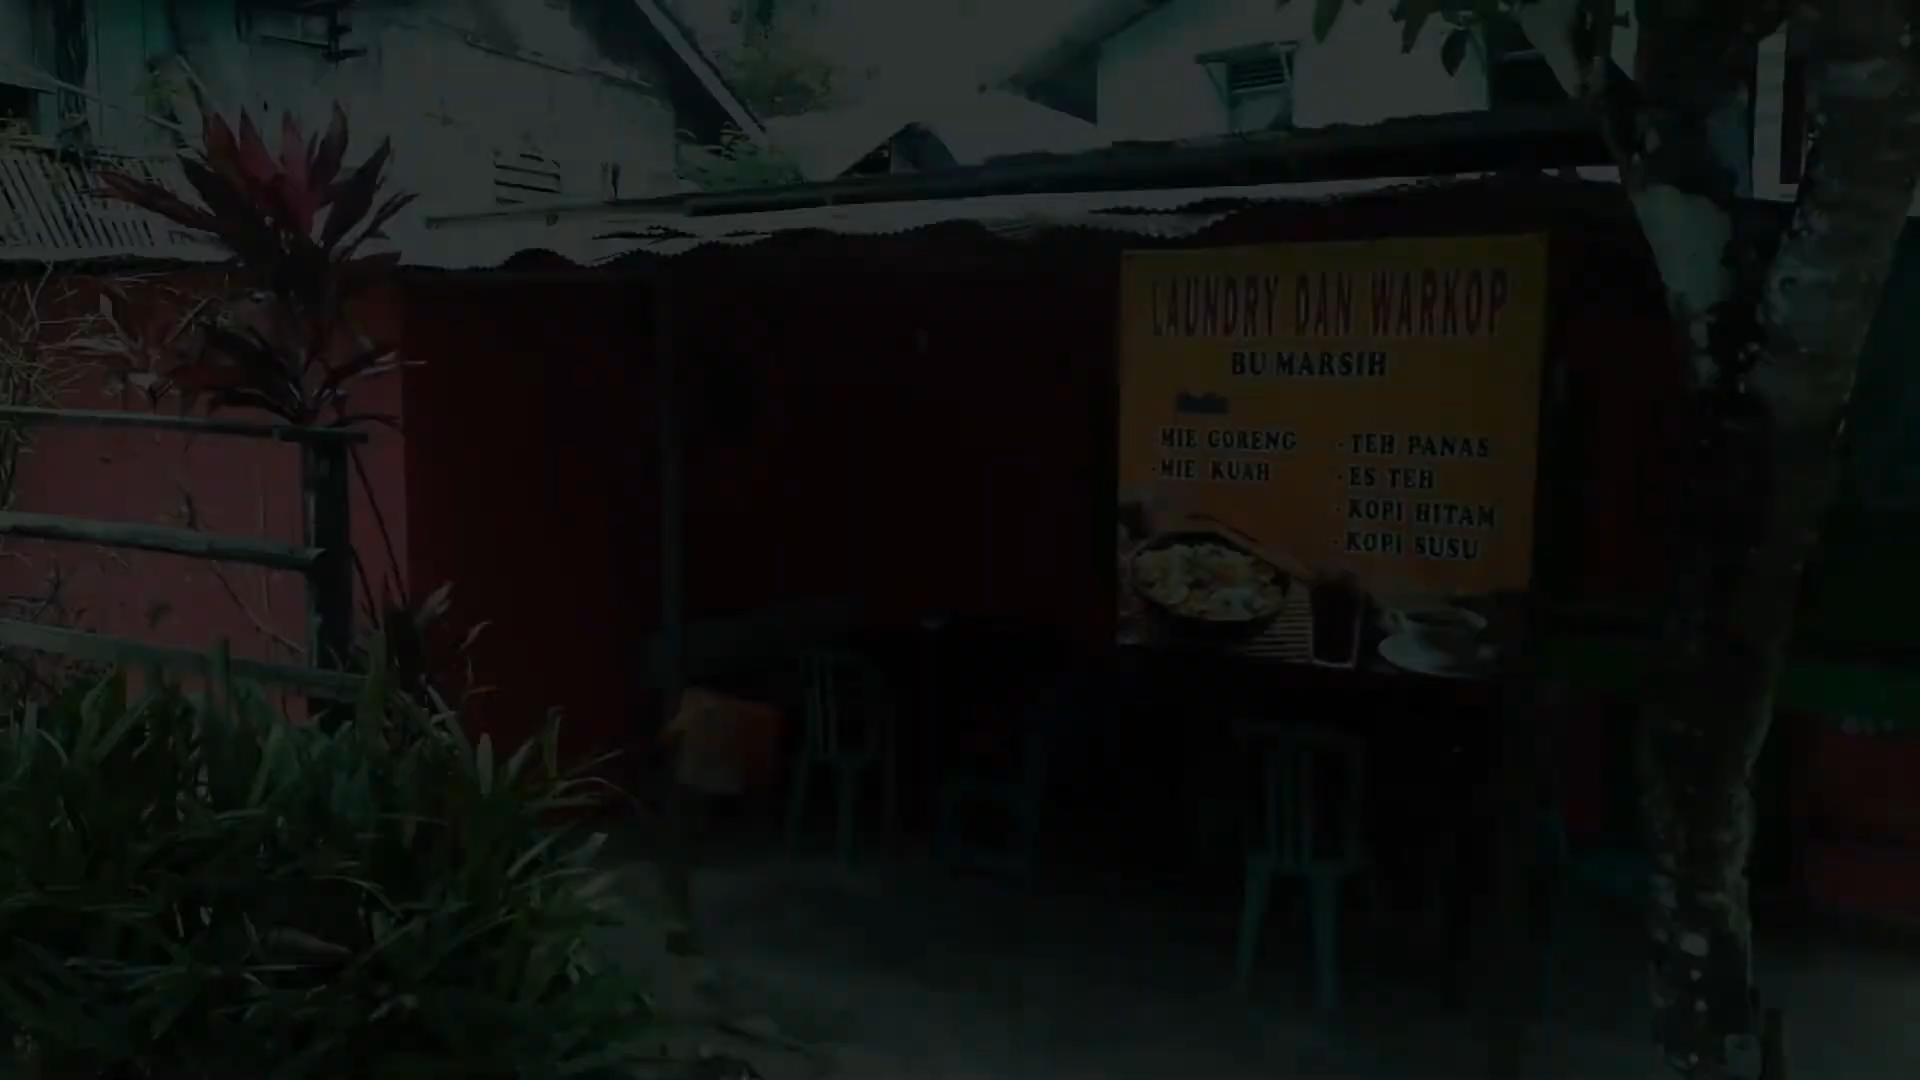 LAUNDRY DAN WARKOP
BU MARSIH
MIE GORENG
- MIE KUAH
- TEH PANAS
- ES TEH
- KOPI HITAM
- KOPI SUSU